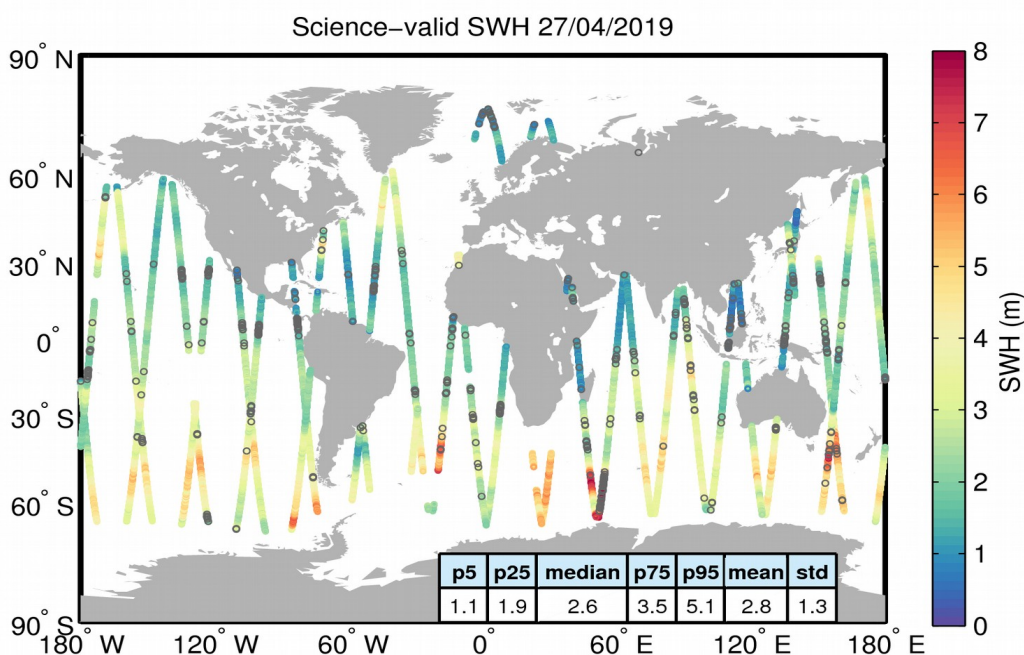 Science−valid SWH 27/04/2019
90° N
60° N
30° N
0°
30° S
60° S
90° S
180° W
120° W
60° W
0°
60° E
120° E
180° E
p5 p25 median p75 p95 mean std
1.1 1.9 2.6 3.5 5.1 2.8 1.3
8
7
6
5
4
3
2
1
0
SWH (m)